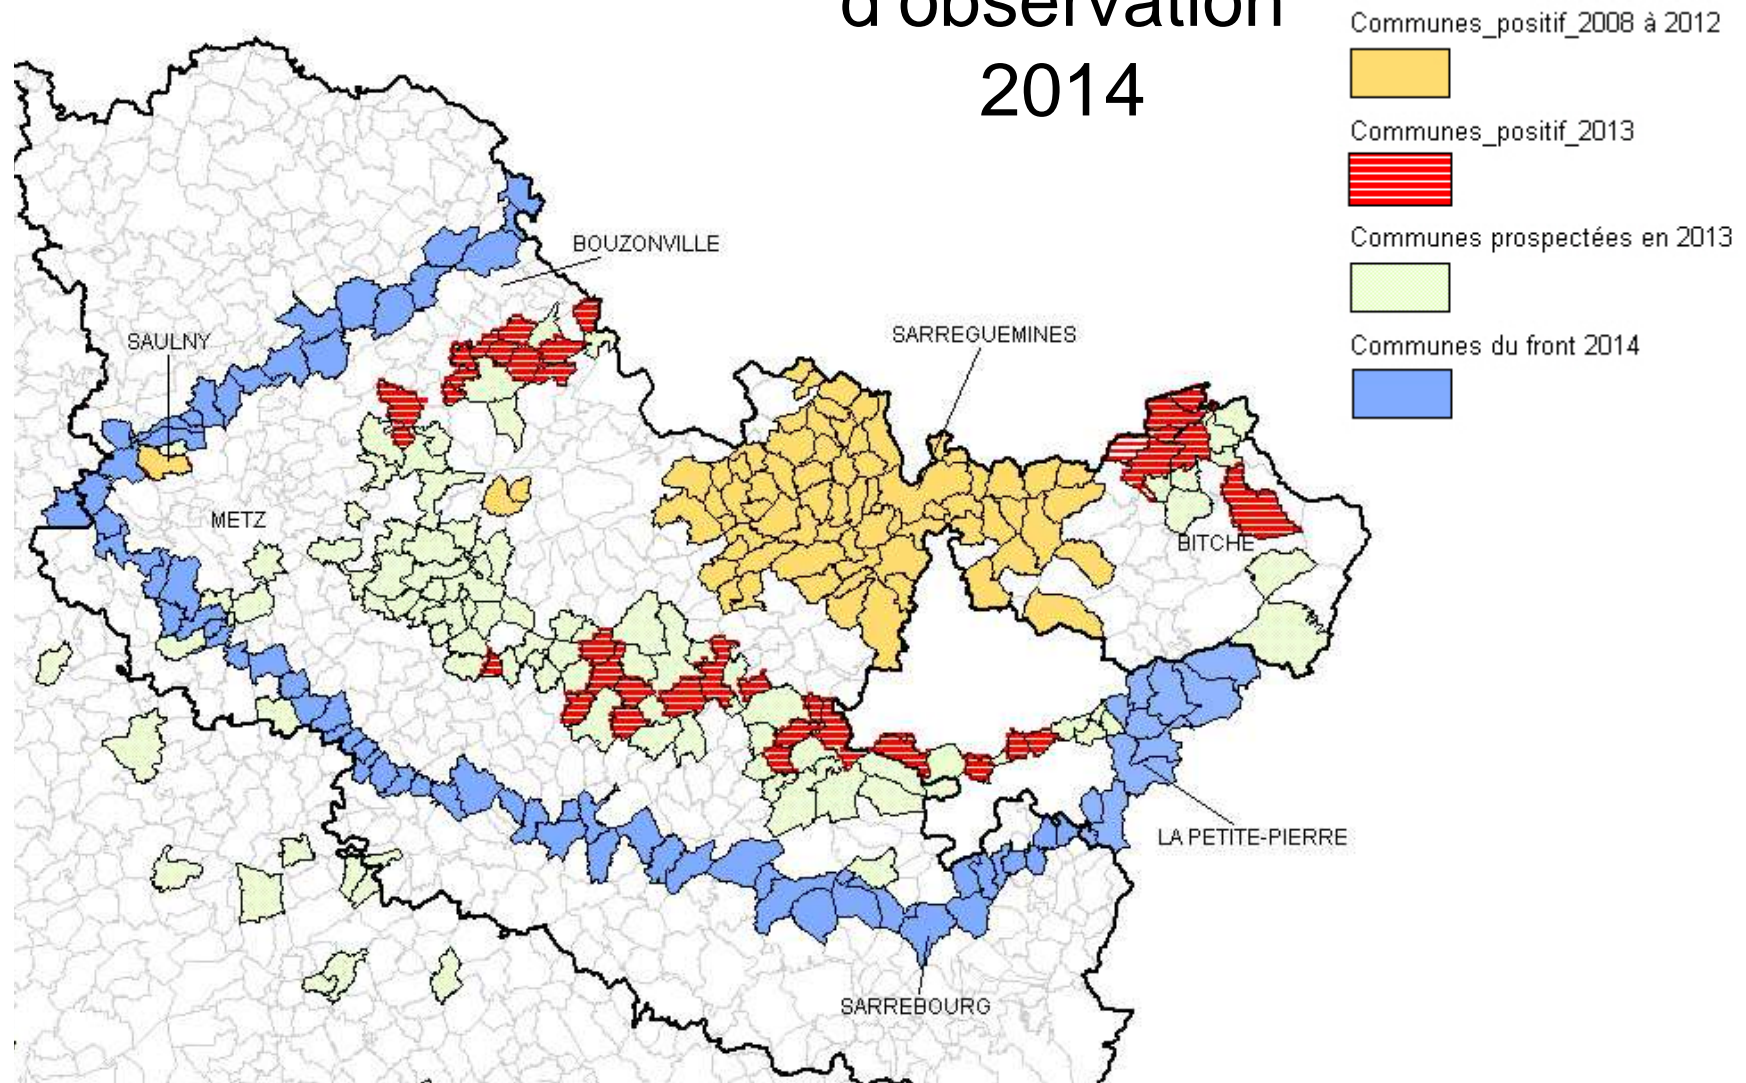 d'observation
2014
Communes_positif_2008 à 2012
Communes_positif_2013
Communes prospectées en 2013
Communes du front 2014
BOUZONVILLE
SAULNY
SARREGUEMINES
METZ
BITCHE
LA PETITE-PIERRE
SARREBOURG